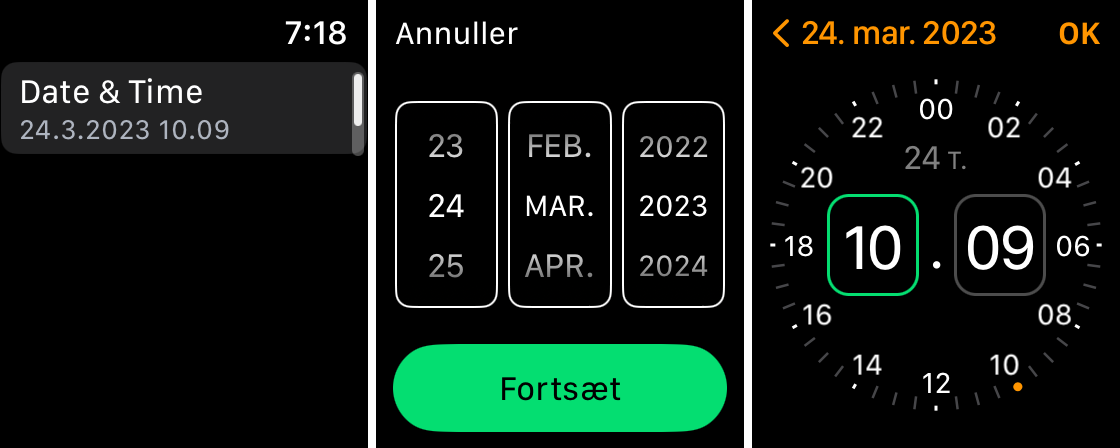 7:18
Date & Time
24.3.2023 10.09
Annuller
23 FEB. 2022
24 MAR. 2023
25 APR. 2024
Fortsæt
24. mar. 2023 OK
00
22 02
24 T.
20 04
18 10 . 09 06
16 08
14 10
12